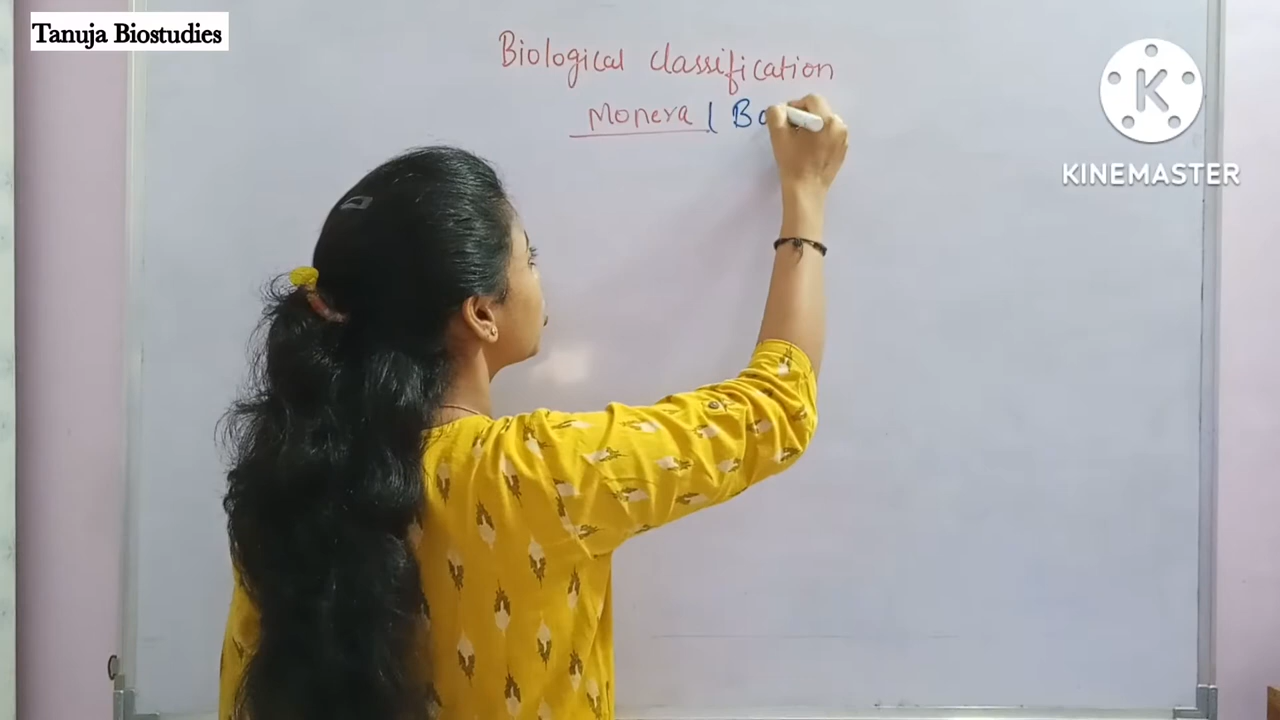 Tanuja Biostudies
Biological classification
Monera ( Ba
K
KINEMASTER